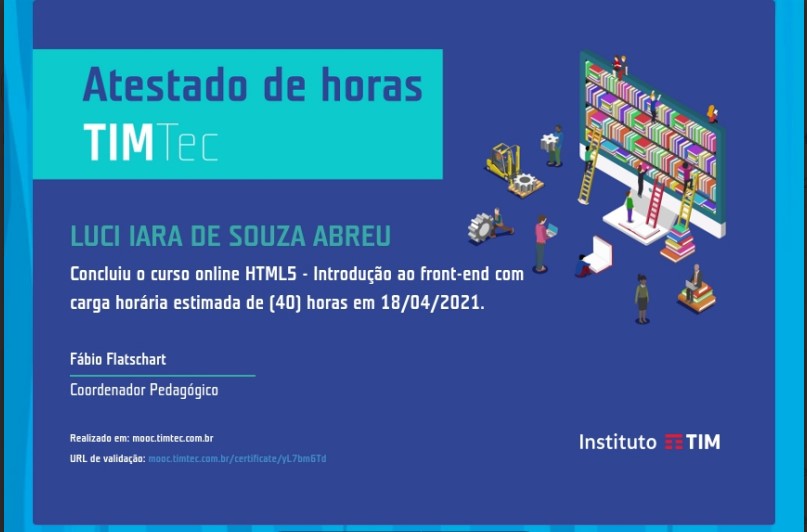 Atestado de horas
TIMTec
LUCI IARA DE SOUZA ABREU
Concluiu o curso online HTML5 - Introdução ao front-end com
carga horária estimada de (40) horas em 18/04/2021.
Fábio Flatschart
Coordenador Pedagógico
Realizado em: mooc.timtec.com.br
URL de validação: mooc.timtec.com.br/certificate/yL7bm6Td
Instituto TIM